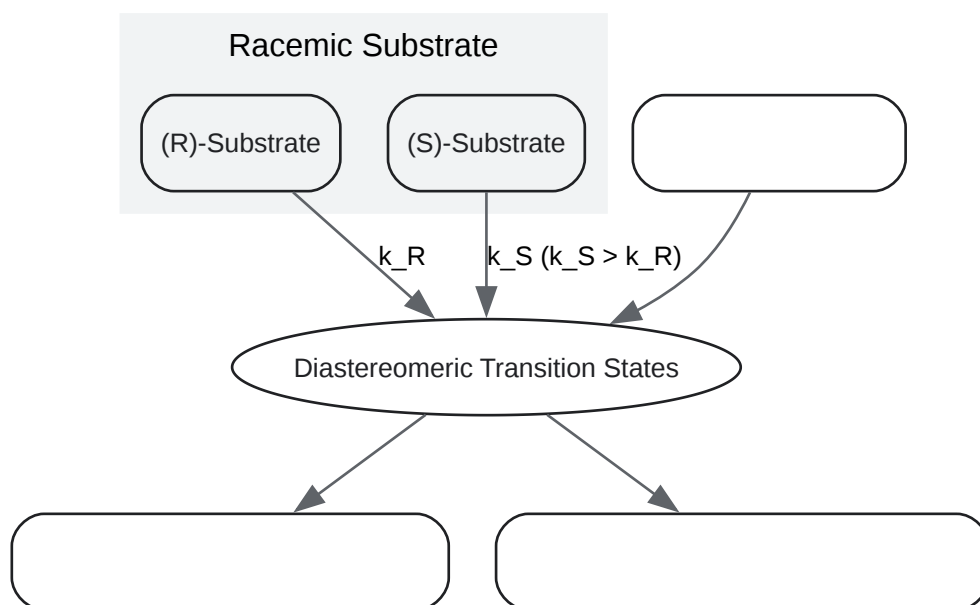 Racemic Substrate
(R)-Substrate
(S)-Substrate
k_R
k_S (k_S > k_R)
Diastereomeric Transition States